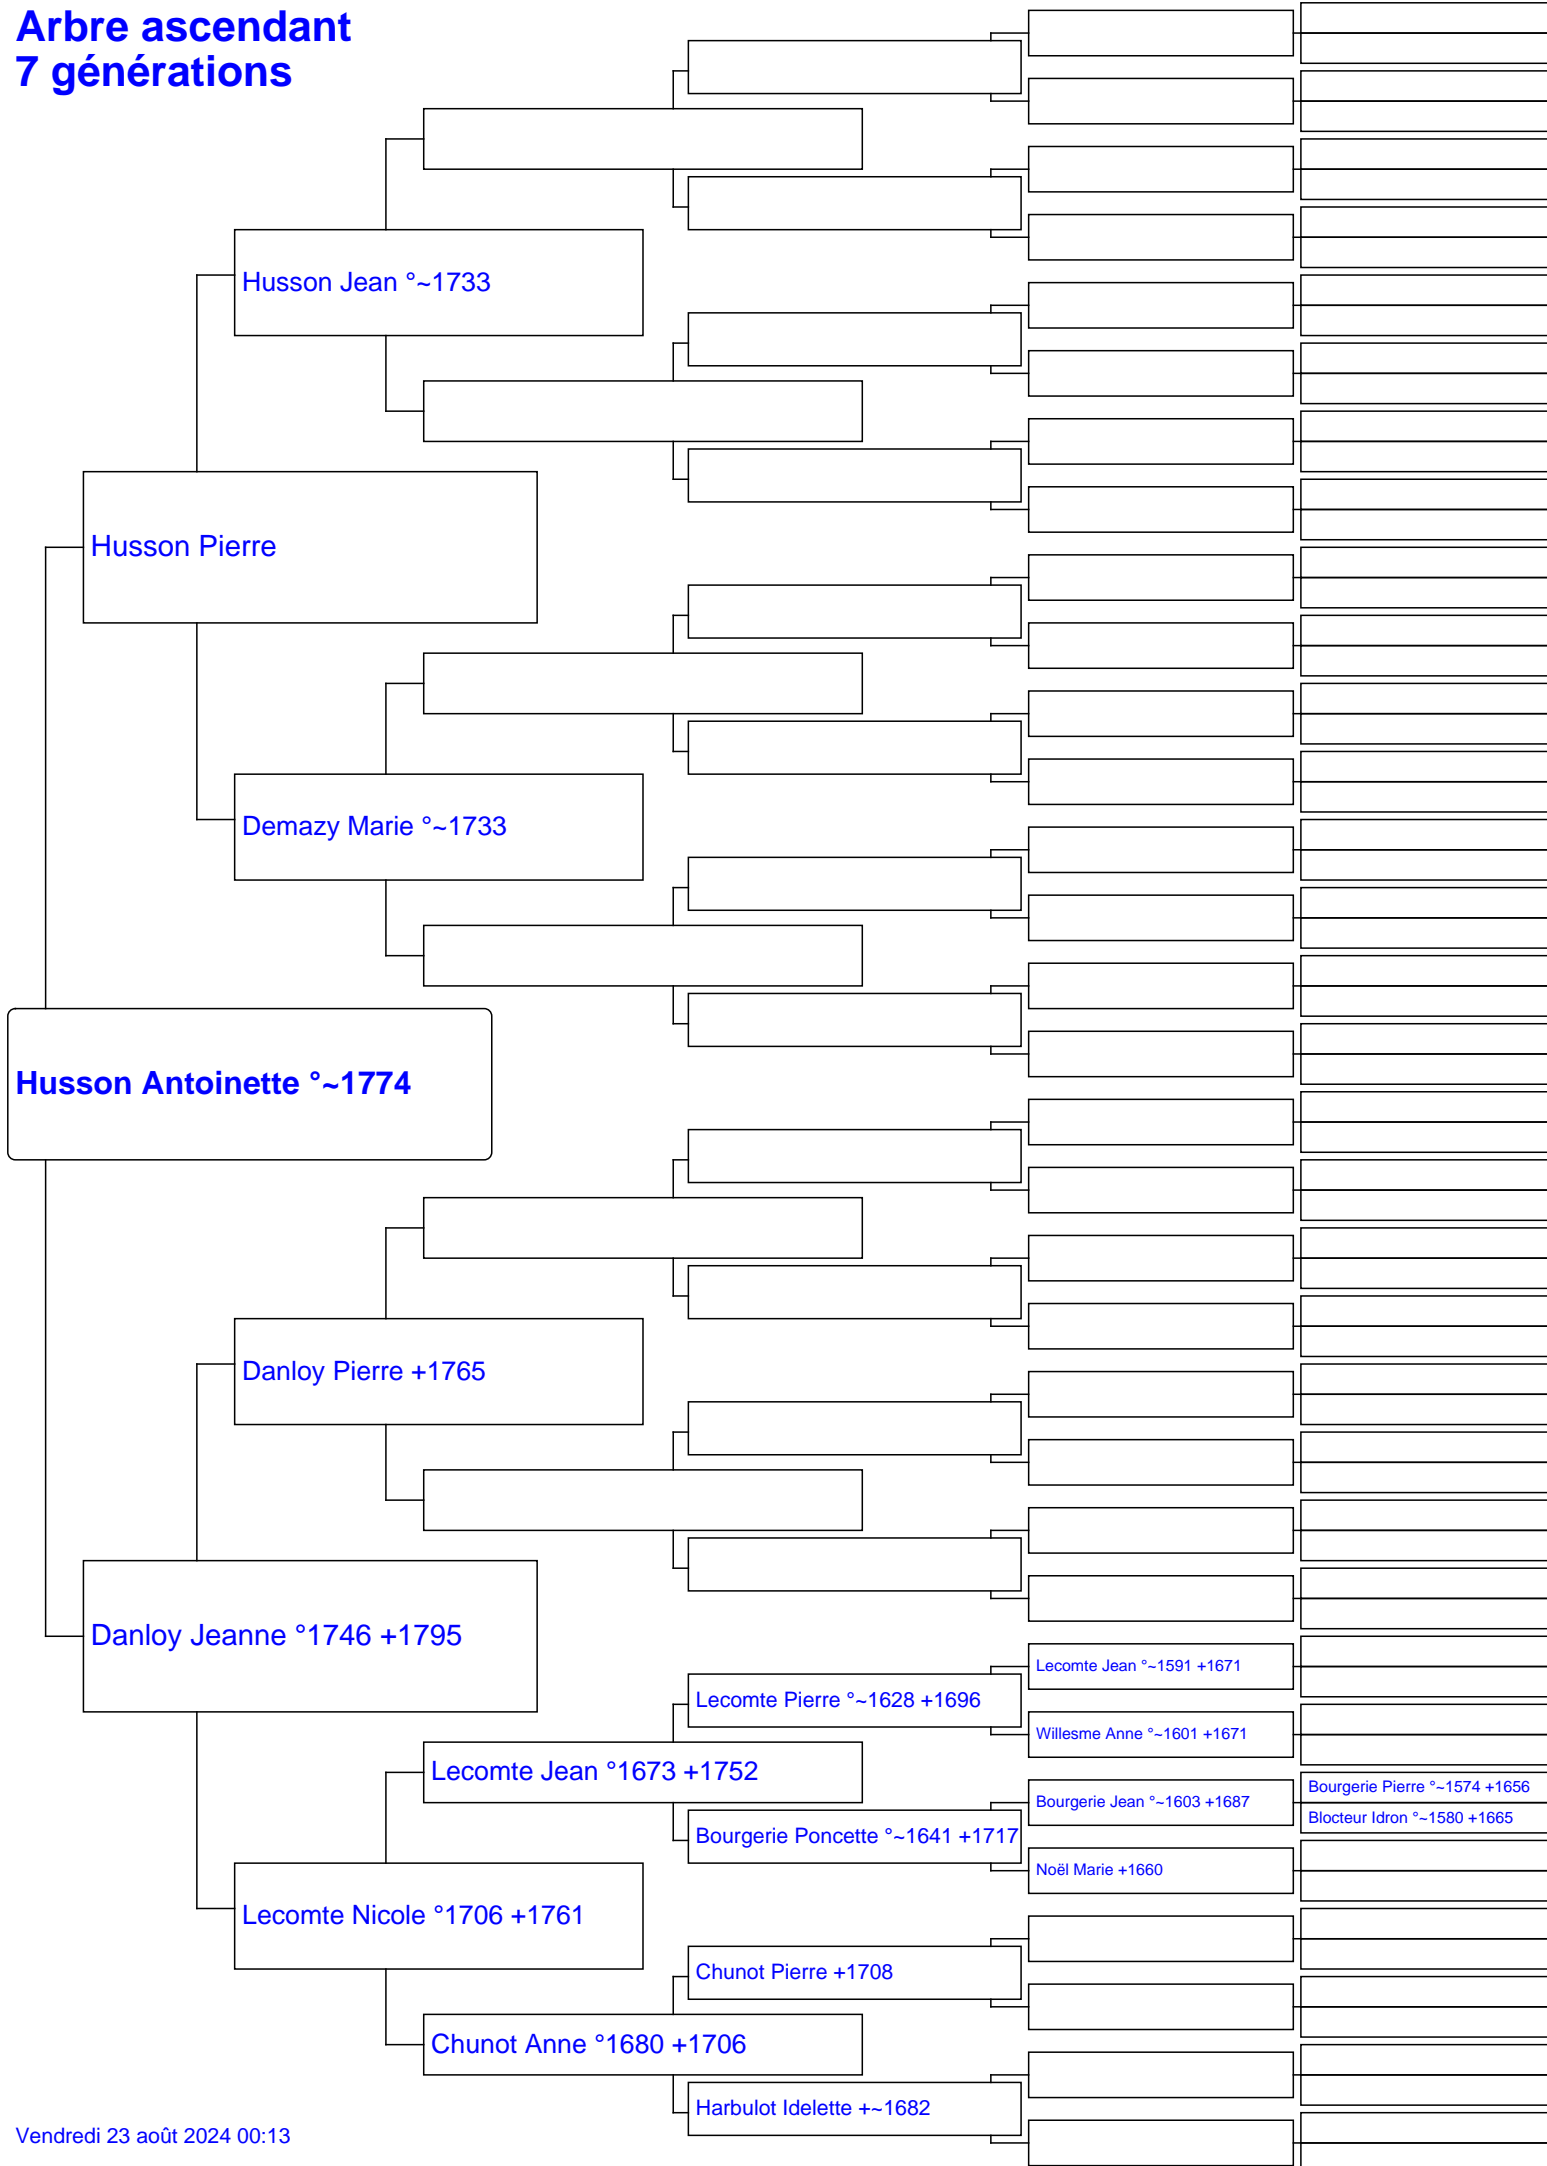 Arbre ascendant
7 générations
Husson Jean °~1733
Husson Pierre
Demazy Marie °~1733
Husson Antoinette °~1774
Danloy Pierre +1765
Danloy Jeanne °1746 +1795
Lecomte Jean °~1591 +1671
Lecomte Pierre °~1628 +1696
Willesme Anne °~1601 +1671
Lecomte Jean °1673 +1752
Bourgerie Pierre °~1574 +1656
Bourgerie Jean °~1603 +1687
Blocteur Idron °~1580 +1665
Bourgerie Poncette °~1641 +1717
Noël Marie +1660
Lecomte Nicole °1706 +1761
Chunot Pierre +1708
Chunot Anne °1680 +1706
Harbulot Idelette +~1682
Vendredi 23 août 2024 00:13